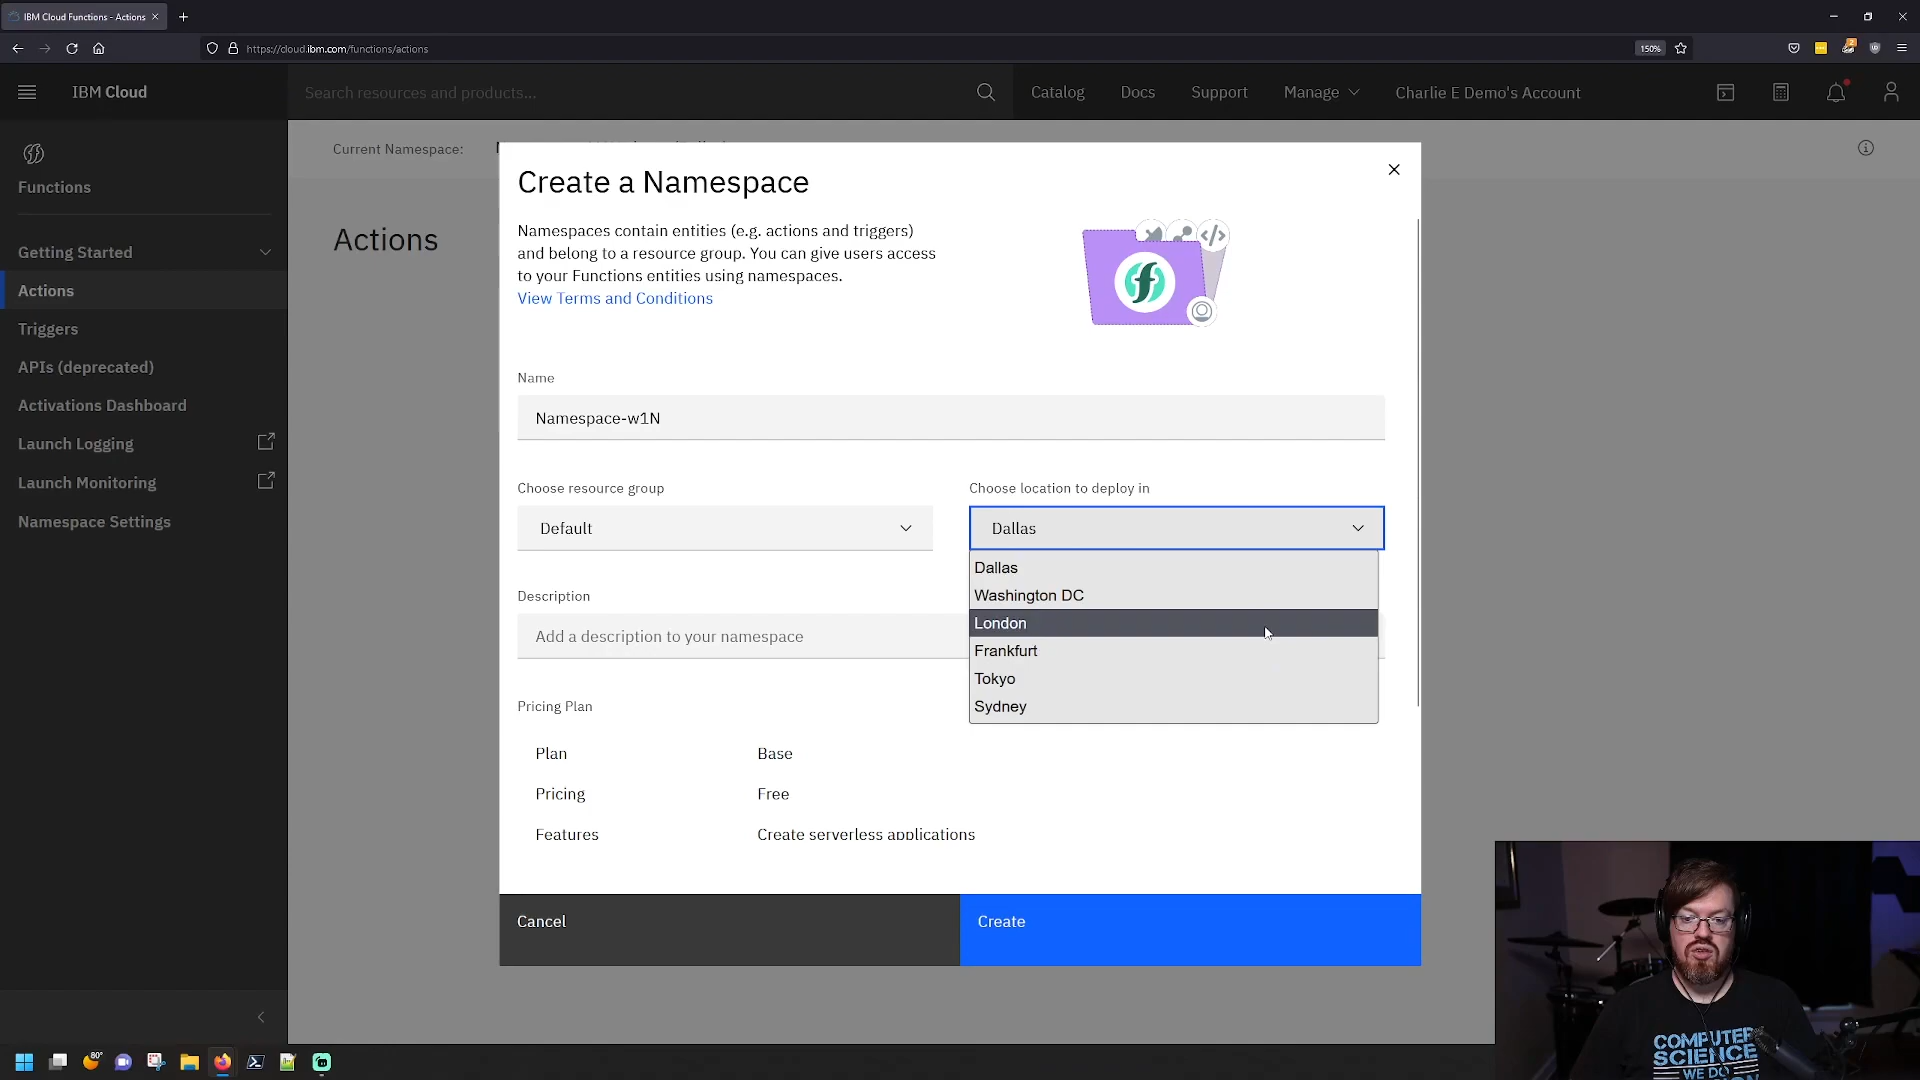 IBM Cloud Functions - Actions
https://cloud.ibm.com/functions/actions
150%
IBM Cloud
Search resources and products...
Catalog
Docs
Support
Manage
Charlie E Demo's Account
Functions
Getting Started
Actions
Triggers
APIs (deprecated)
Activations Dashboard
Launch Logging
Launch Monitoring
Namespace Settings
Current Namespace:
Actions
Create a Namespace
Namespaces contain entities (e.g. actions and triggers)
and belong to a resource group. You can give users access
to your Functions entities using namespaces.
View Terms and Conditions
Name
Namespace-w1N
Choose resource group
Default
Choose location to deploy in
Dallas
Dallas
Washington DC
London
Frankfurt
Tokyo
Sydney
Description
Add a description to your namespace
Pricing Plan
Plan
Base
Pricing
Free
Features
Create serverless applications
Cancel
Create
80°
COMPUTER
SCIENCE
WE DO